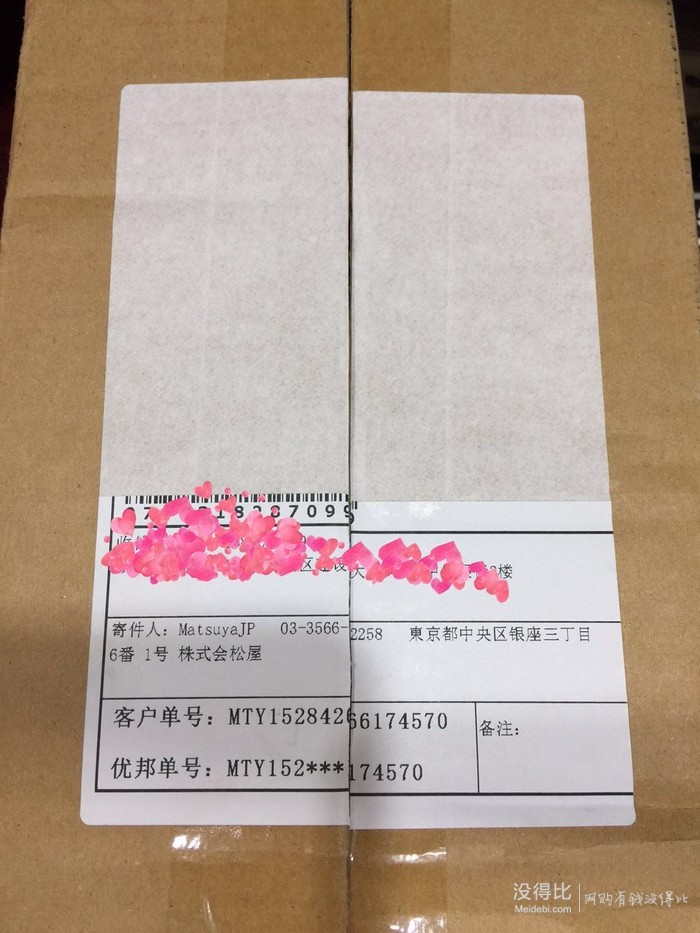 寄件人: MatsuyaJP 03-3566-2258 東京都中央区银座三丁目
6番 1号 株式会松屋
客户单号: MTY15284266174570
备注:
优邦单号: MTY152***174570
没得比
Meidebi.com
网购有钱没得比